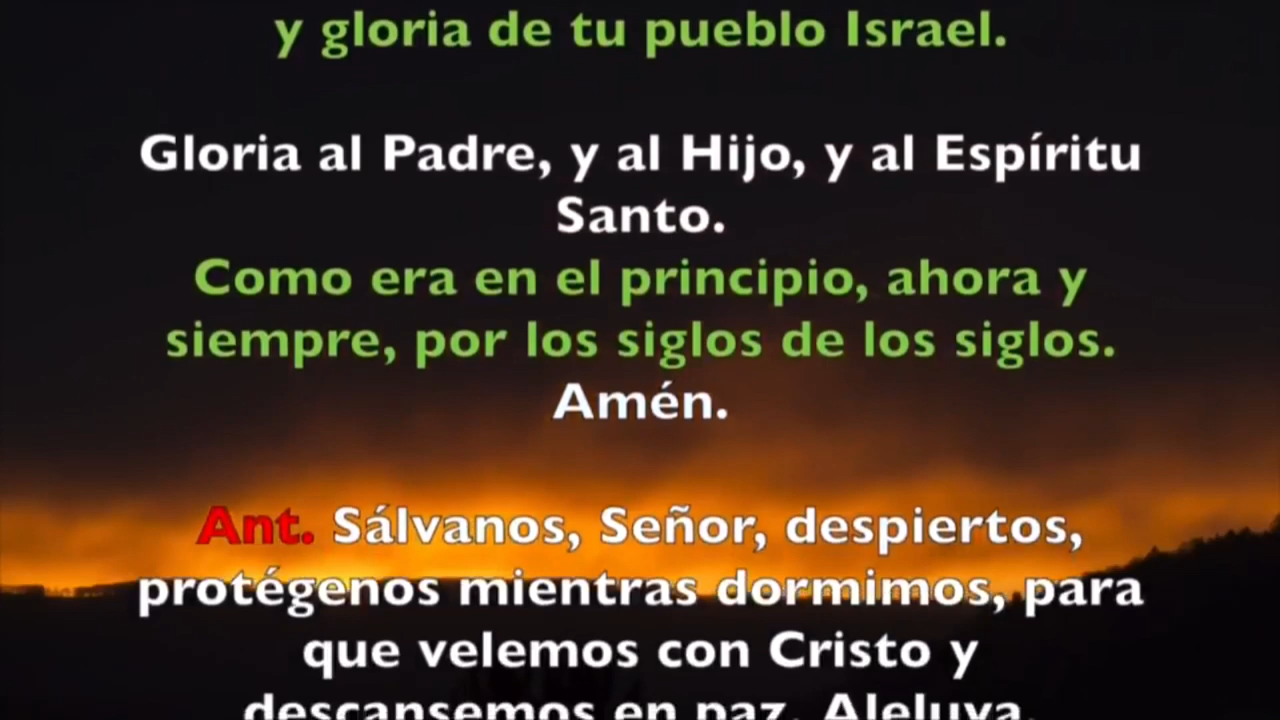 y gloria de tu pueblo Israel.
Gloria al Padre, y al Hijo, y al Espíritu
Santo.
Como era en el principio, ahora y
siempre, por los siglos de los siglos.
Amén.
Ant. Sálvanos, Señor, despiertos,
protégenos mientras dormimos, para
que velemos con Cristo y
descansemos en paz. Aleluya.